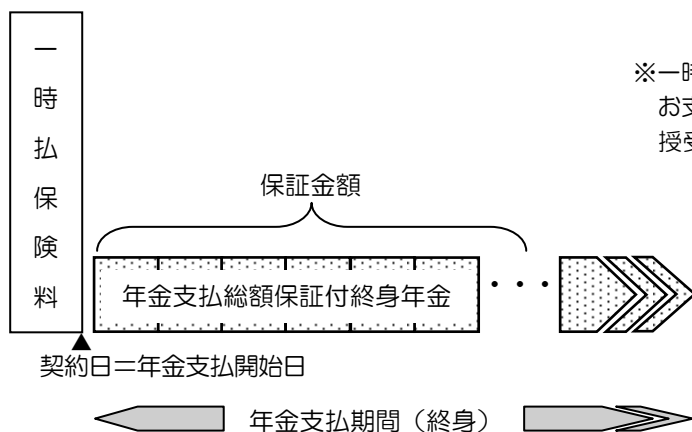 一時払保険料
※一時
お支
授受
保証金額
年金支払総額保証付終身年金
・・・
契約日＝年金支払開始日
年金支払期間（終身）